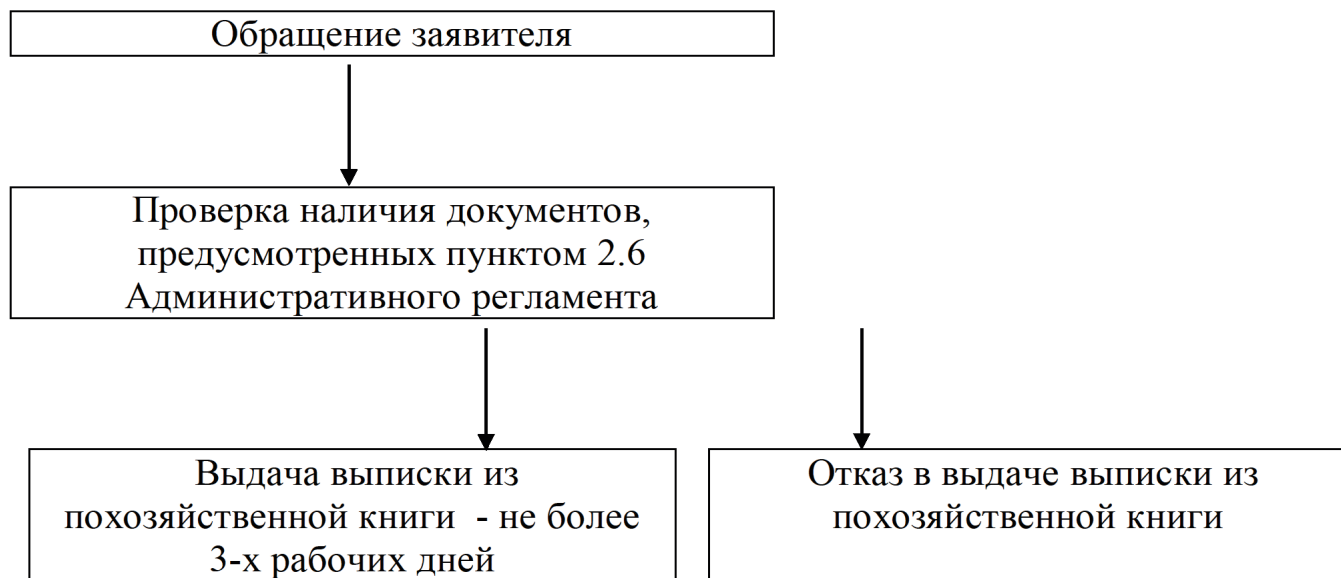 Обращение заявителя
Проверка наличия документов,
предусмотренных пунктом 2.6
Административного регламента
Выдача выписки из
похозяйственной книги - не более
3-х рабочих дней
Отказ в выдаче выписки из
похозяйственной книги